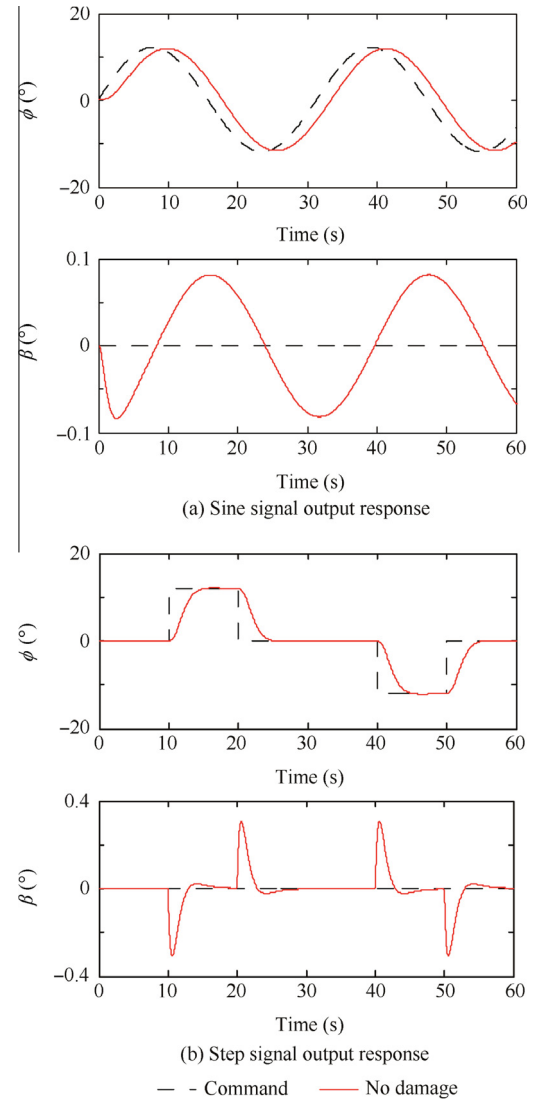 20
0
−20
ϕ (°)
0 10 20 30 40 50 60
Time (s)
0.1
0
−0.1
β (°)
0 10 20 30 40 50 60
Time (s)
(a) Sine signal output response
20
0
−20
ϕ (°)
0 10 20 30 40 50 60
Time (s)
0.4
0
−0.4
β (°)
0 10 20 30 40 50 60
Time (s)
(b) Step signal output response
Command No damage